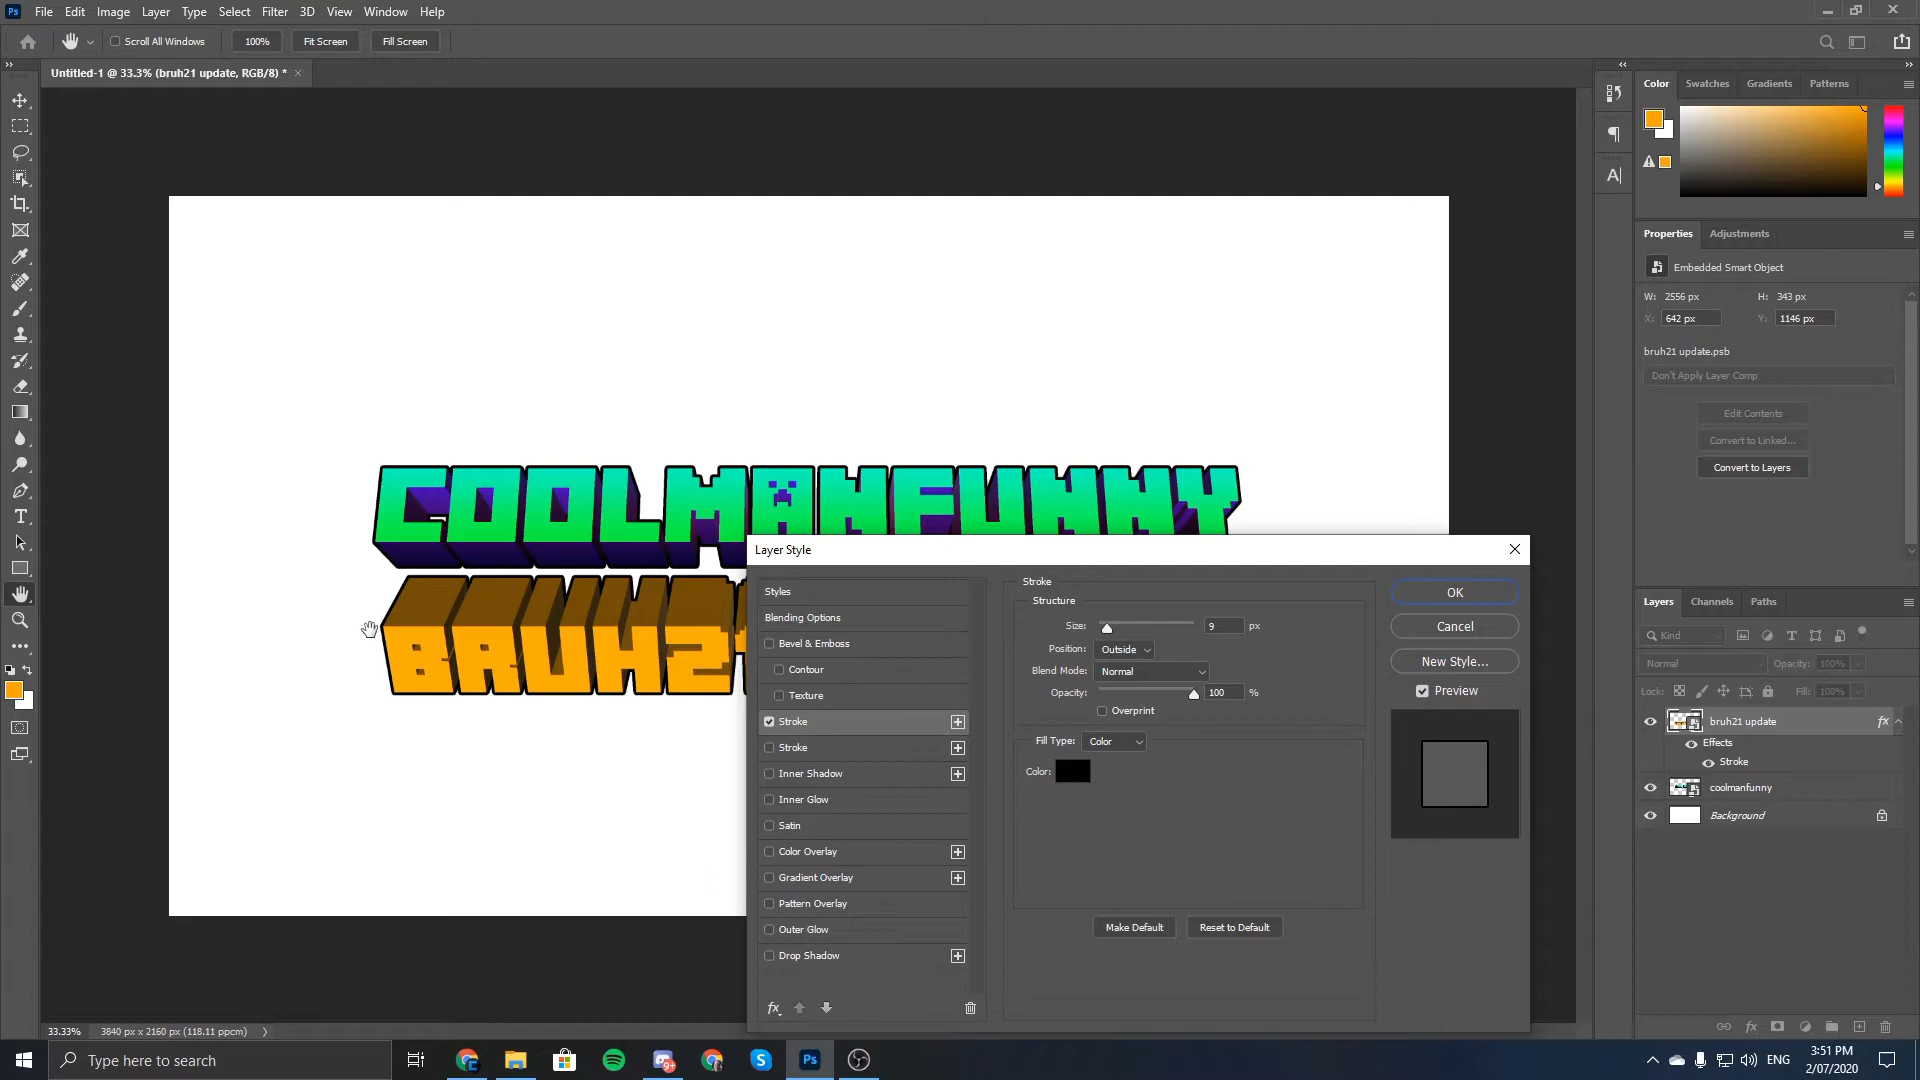 Ps File Edit Image Layer Type Select Filter 3D View Window Help
Scroll All Windows 100% Fit Screen Fill Screen
Untitled-1 @ 33.3% (bruh21 update, RGB/8) * ×
Color Swatches Gradients Patterns
Properties Adjustments
Embedded Smart Object
W: 2556 px H: 343 px
X: 642 px Y: 1146 px
bruh21 update.psb
Don't Apply Layer Comp
Edit Contents
Convert to Linked...
Convert to Layers
COOLMANFUNNY
BRUH2
Layer Style
Styles
Blending Options
Bevel & Emboss
Contour
Texture
Stroke
Stroke
Inner Shadow
Inner Glow
Satin
Color Overlay
Gradient Overlay
Pattern Overlay
Outer Glow
Drop Shadow
fx
Stroke
Structure
Size: 9 px
Position: Outside
Blend Mode: Normal
Opacity: 100 %
Overprint
Fill Type: Color
Color:
Make Default Reset to Default
OK
Cancel
New Style...
Preview
Layers Channels Paths
Kind
Normal Opacity: 100%
Lock: Fill: 100%
bruh21 update fx
Effects
Stroke
coolmanfunny
Background
fx
33.33% 3840 px x 2160 px (118.11 ppcm)
Type here to search
9+
Ps
ENG
3:51 PM
2/07/2020